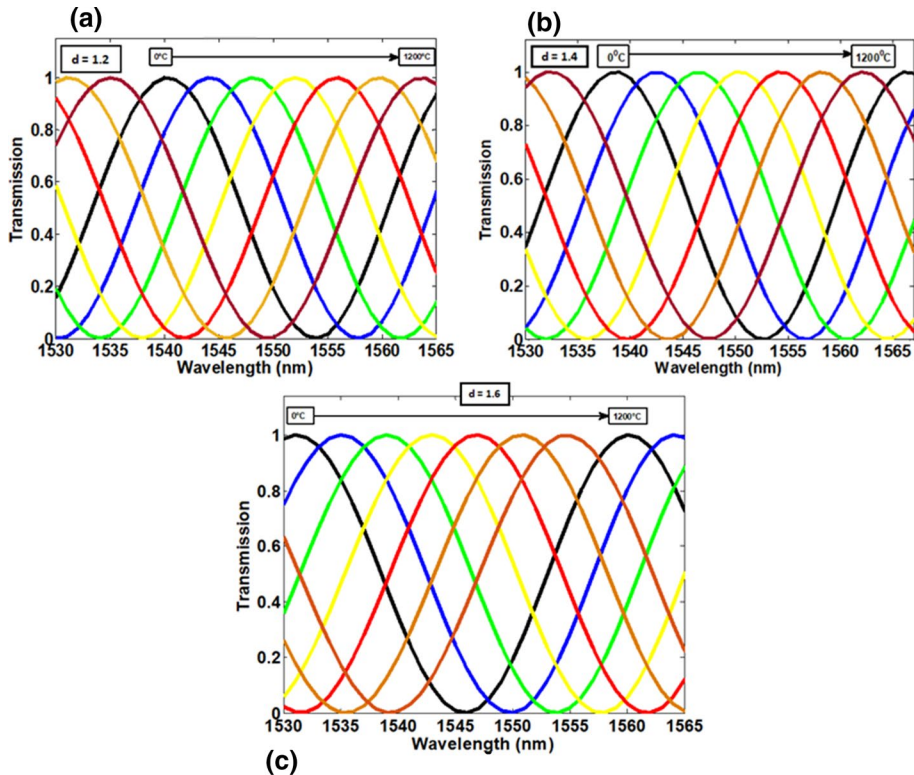 (a)
d = 1.2
0°C
1200°C
1
0.8
0.6
0.4
0.2
0
Transmission
1530 1535 1540 1545 1550 1555 1560 1565
Wavelength (nm)
(b)
d = 1.4
0⁰C
1200⁰C
1
0.8
0.6
0.4
0.2
0
Transmission
1530 1535 1540 1545 1550 1555 1560 1565
Wavelength (nm)
d = 1.6
0°C
1200°C
1
0.8
0.6
0.4
0.2
0
Transmission
1530 1535 1540 1545 1550 1555 1560 1565
Wavelength (nm)
(c)